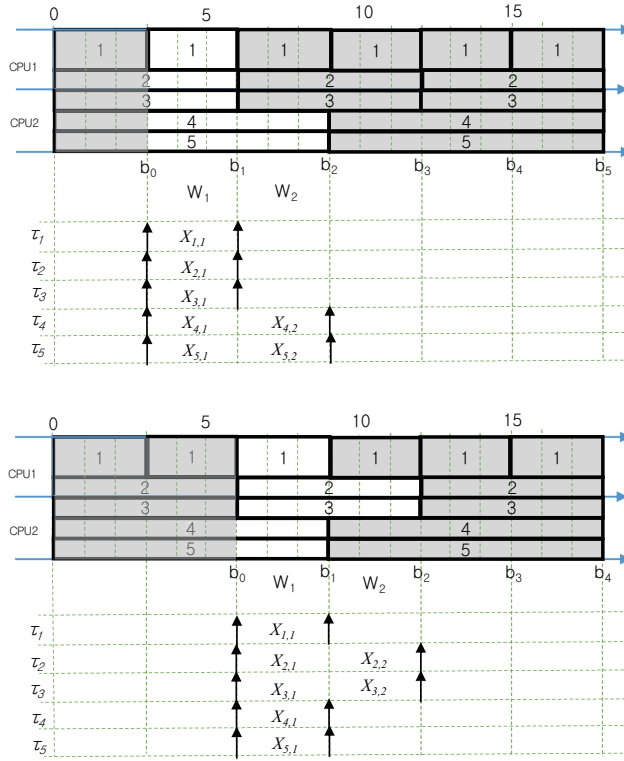 0 5 10 15
CPU1 1 1 1 1 1 1
2 2 2
3 3 3
CPU2 4 4
5 5
b0 b1 b2 b3 b4 b5
W1 W2
τ1 X1,1
τ2 X2,1
τ3 X3,1
τ4 X4,1 X4,2
τ5 X5,1 X5,2
0 5 10 15
CPU1 1 1 1 1 1 1
2 2 2
3 3 3
CPU2 4 4
5 5
b0 b1 b2 b3 b4
W1 W2
τ1 X1,1
τ2 X2,1 X2,2
τ3 X3,1 X3,2
τ4 X4,1
τ5 X5,1